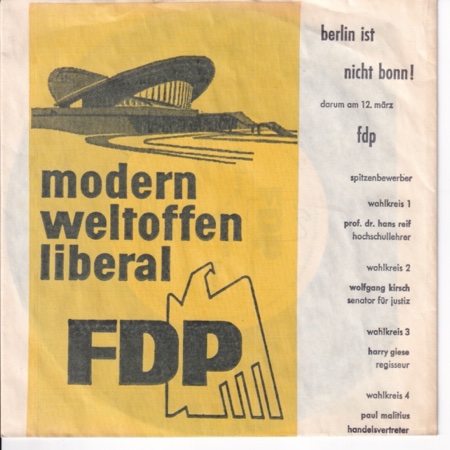 modern
weltoffen
liberal
FDP
berlin ist
nicht bonn!
darum am 12. märz
fdp
spitzenbewerber
wahlkreis 1
prof. dr. hans reif
hochschullehrer
wahlkreis 2
wolfgang kirsch
senator für justiz
wahlkreis 3
harry giese
regisseur
wahlkreis 4
paul malitius
handelsvertreter